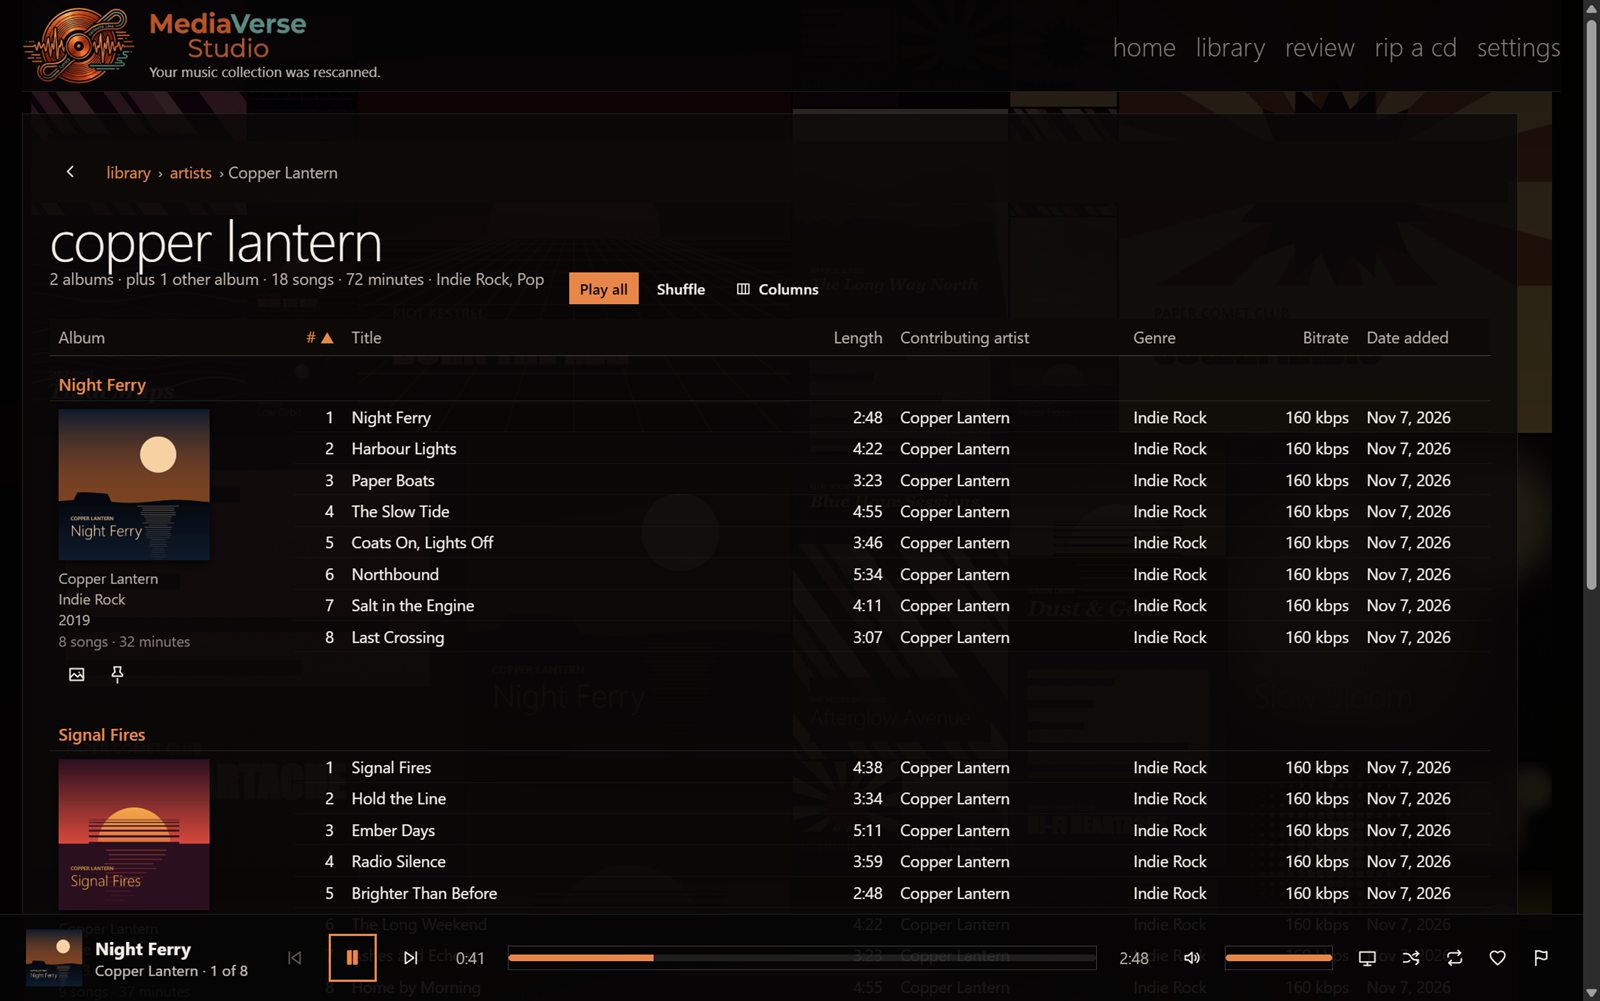 MediaVerse
Studio
Your music collection was rescanned.
home library review rip a cd settings
library › artists › Copper Lantern
copper lantern
2 albums · plus 1 other album · 18 songs · 72 minutes · Indie Rock, Pop
Play all Shuffle Columns
Album # ▲ Title Length Contributing artist Genre Bitrate Date added
Night Ferry
1 Night Ferry 2:48 Copper Lantern Indie Rock 160 kbps Nov 7, 2026
2 Harbour Lights 4:22 Copper Lantern Indie Rock 160 kbps Nov 7, 2026
3 Paper Boats 3:23 Copper Lantern Indie Rock 160 kbps Nov 7, 2026
4 The Slow Tide 4:55 Copper Lantern Indie Rock 160 kbps Nov 7, 2026
5 Coats On, Lights Off 3:46 Copper Lantern Indie Rock 160 kbps Nov 7, 2026
6 Northbound 5:34 Copper Lantern Indie Rock 160 kbps Nov 7, 2026
7 Salt in the Engine 4:11 Copper Lantern Indie Rock 160 kbps Nov 7, 2026
8 Last Crossing 3:07 Copper Lantern Indie Rock 160 kbps Nov 7, 2026
COPPER LANTERN
Night Ferry
Copper Lantern
Indie Rock
2019
8 songs · 32 minutes
COPPER LANTERN
Night Ferry
Afterglow Avenue
Slow Bloom
Signal Fires
1 Signal Fires 4:38 Copper Lantern Indie Rock 160 kbps Nov 7, 2026
2 Hold the Line 3:34 Copper Lantern Indie Rock 160 kbps Nov 7, 2026
3 Ember Days 5:11 Copper Lantern Indie Rock 160 kbps Nov 7, 2026
4 Radio Silence 3:59 Copper Lantern Indie Rock 160 kbps Nov 7, 2026
5 Brighter Than Before 2:48 Copper Lantern Indie Rock 160 kbps Nov 7, 2026
6 The Long Weekend 4:22 Copper Lantern Indie Rock 160 kbps Nov 7, 2026
COPPER LANTERN
Signal Fires
Night Ferry
Copper Lantern · 1 of 8
0:41 2:48
8 Home by Morning 4:55 Copper Lantern Indie Rock 160 kbps Nov 7, 2026